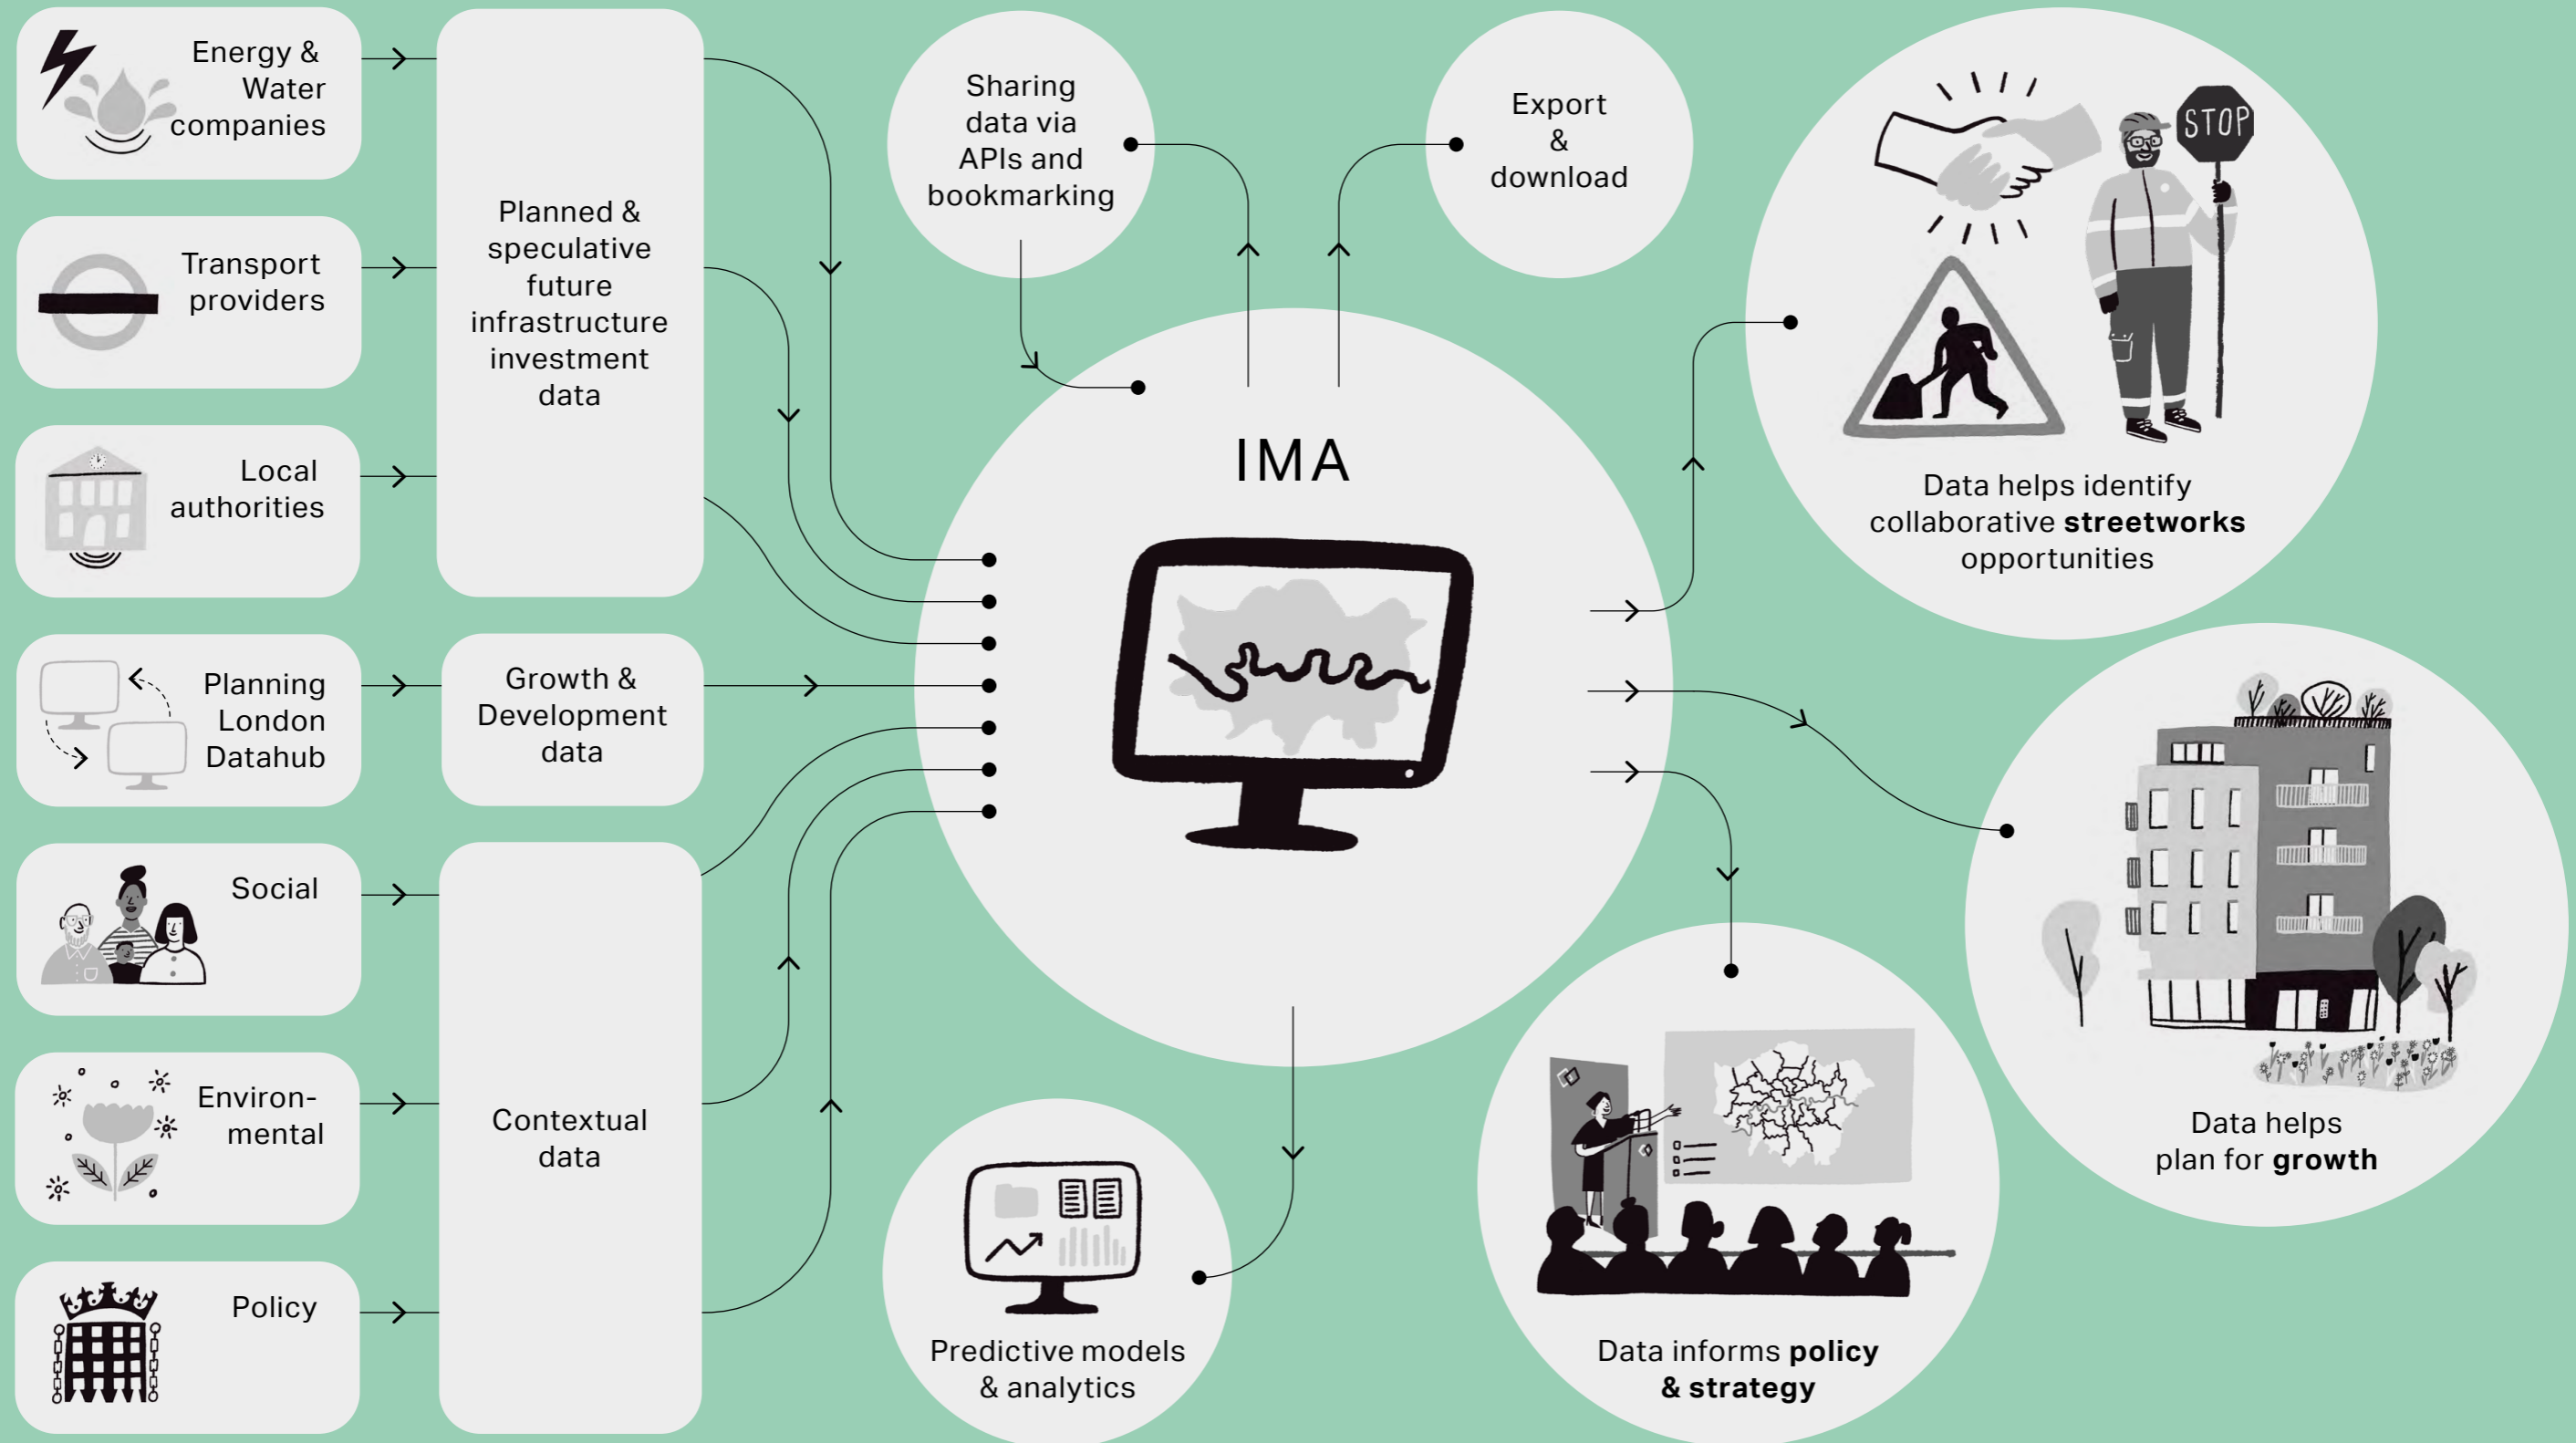 Energy &
Water
companies
Transport
providers
Local
authorities
Planning
London
Datahub
Social
Environ-
mental
Policy
Planned &
speculative
future
infrastructure
investment
data
Growth &
Development
data
Contextual
data
Sharing
data via
APIs and
bookmarking
Export
&
download
IMA
Predictive models
& analytics
STOP
Data helps identify
collaborative streetworks
opportunities
Data helps
plan for growth
Data informs policy
& strategy